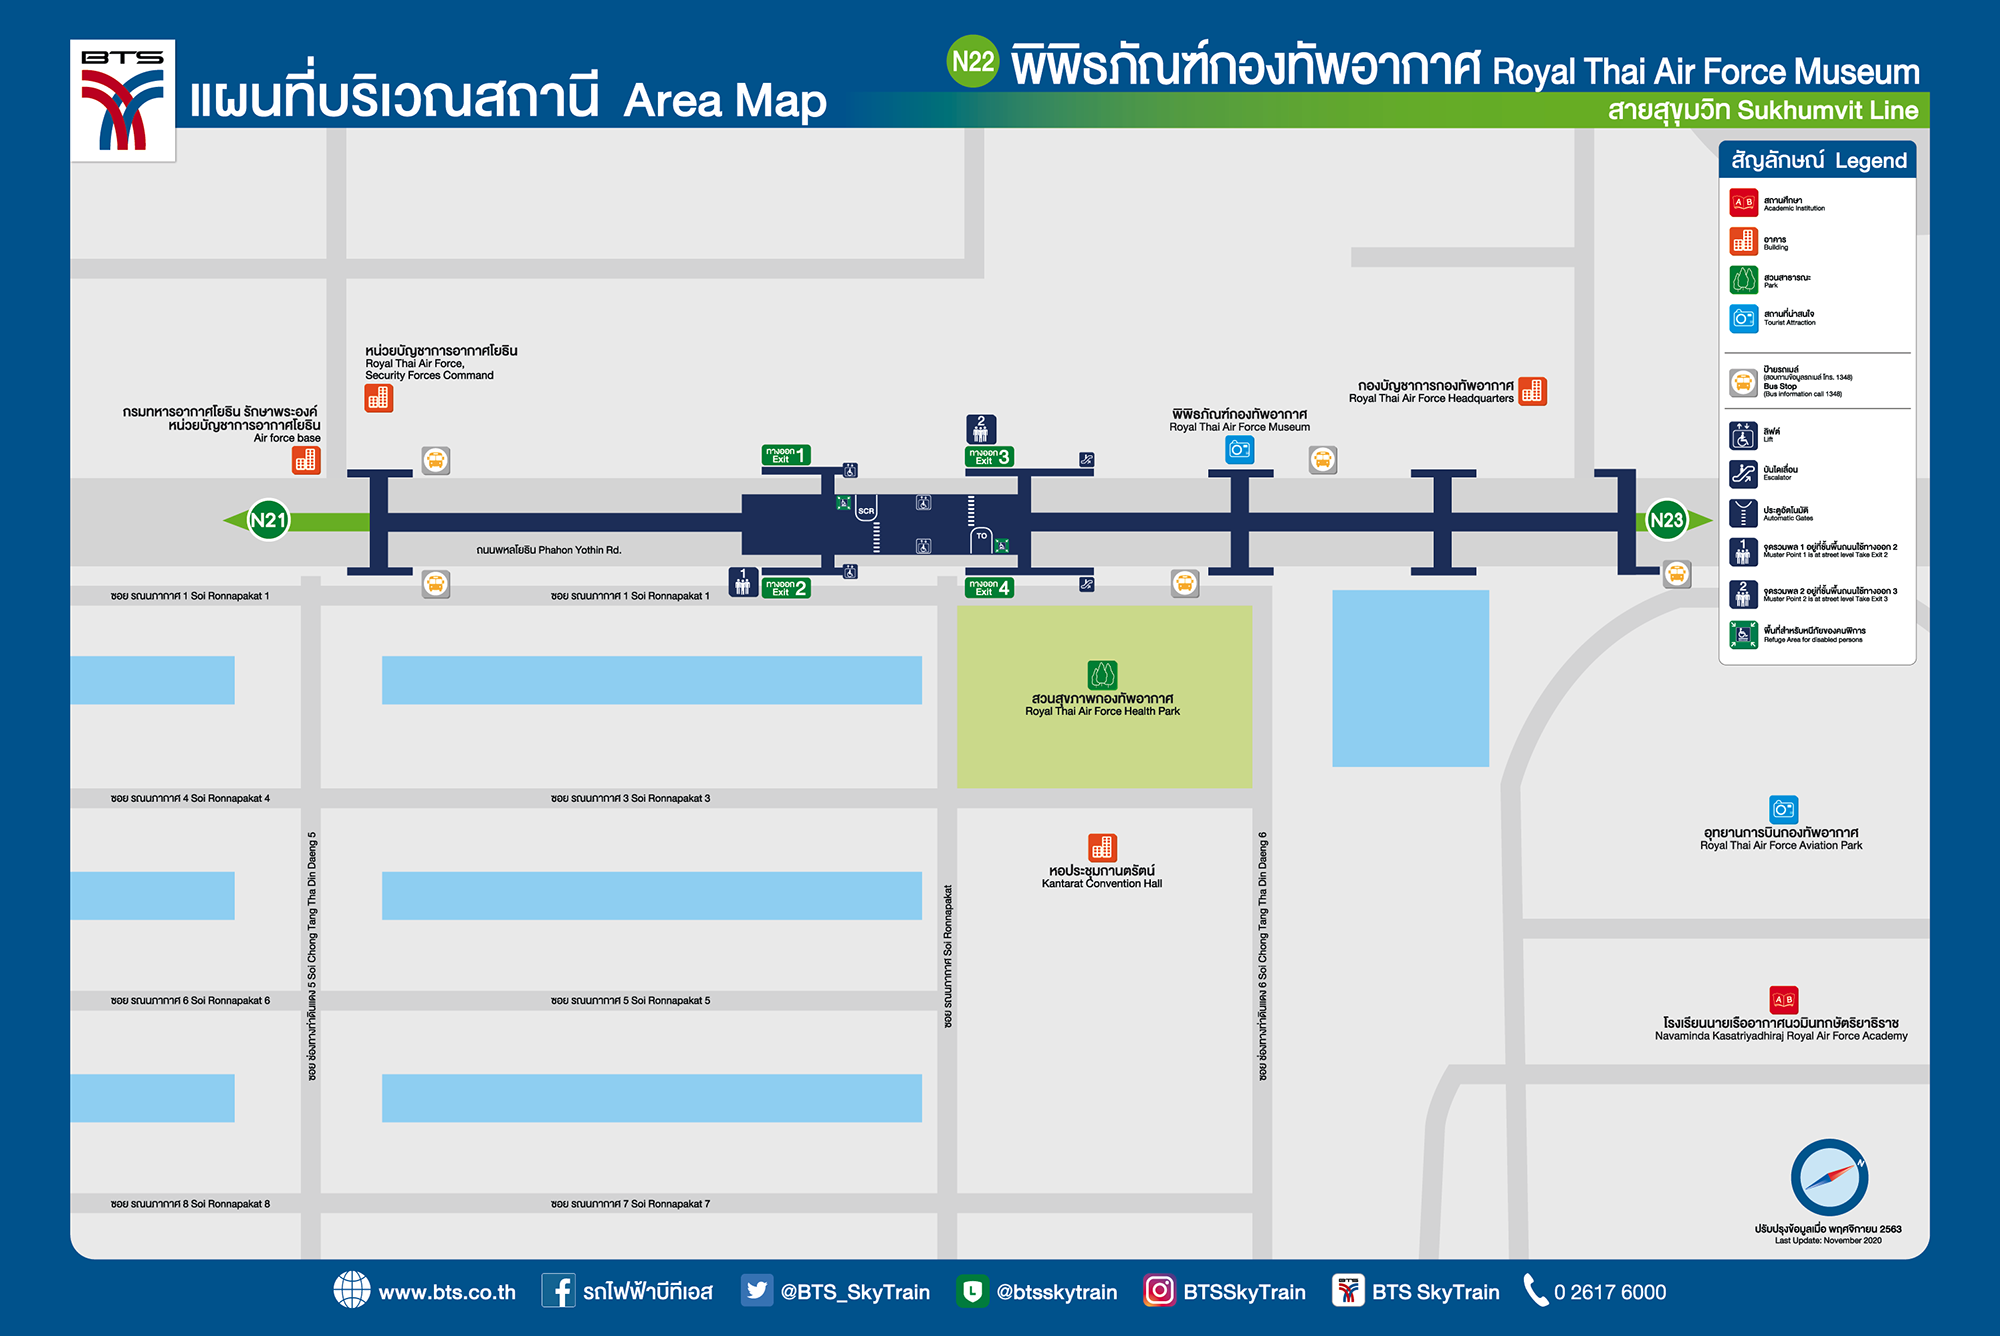 BTS
แผนที่บริเวณสถานี Area Map
N22 พิพิธภัณฑ์กองทัพอากาศ Royal Thai Air Force Museum
สายสุขุมวิท Sukhumvit Line
สัญลักษณ์ Legend
A B
สถานศึกษา
Academic Institution
อาคาร
Building
สวนสาธารณะ
Park
สถานที่น่าสนใจ
Tourist Attraction
ป้ายรถเมล์
(สอบถามข้อมูลรถเมล์ โทร. 1348)
Bus Stop
(Bus information call 1348)
ลิฟต์
Lift
บันไดเลื่อน
Escalator
ประตูอัตโนมัติ
Automatic Gates
1
จุดรวมพล 1 อยู่ที่ชั้นพื้นถนนใช้ทางออก 2
Muster Point 1 is at street level Take Exit 2
2
จุดรวมพล 2 อยู่ที่ชั้นพื้นถนนใช้ทางออก 3
Muster Point 2 is at street level Take Exit 3
พื้นที่สำหรับหนีภัยของคนพิการ
Refuge Area for disabled persons
หน่วยบัญชาการอากาศโยธิน
Royal Thai Air Force,
Security Forces Command
กรมทหารอากาศโยธิน รักษาพระองค์
หน่วยบัญชาการอากาศโยธิน
Air force base
กองบัญชาการกองทัพอากาศ
Royal Thai Air Force Headquarters
พิพิธภัณฑ์กองทัพอากาศ
Royal Thai Air Force Museum
ทางออก
Exit 1
2
ทางออก
Exit 3
N21
SCR
TO
N23
ถนนพหลโยธิน Phahon Yothin Rd.
1
ทางออก
Exit 2
ทางออก
Exit 4
ซอย รณนภากาศ 1 Soi Ronnapakat 1
ซอย รณนภากาศ 1 Soi Ronnapakat 1
สวนสุขภาพกองทัพอากาศ
Royal Thai Air Force Health Park
ซอย รณนภากาศ 4 Soi Ronnapakat 4
ซอย รณนภากาศ 3 Soi Ronnapakat 3
อุทยานการบินกองทัพอากาศ
Royal Thai Air Force Aviation Park
หอประชุมกานตรัตน์
Kantarat Convention Hall
ซอย ช่องทางท่าดินแดง 5 Soi Chong Tang Tha Din Daeng 5
ซอย รณนภากาศ Soi Ronnapakat
ซอย ช่องทางท่าดินแดง 6 Soi Chong Tang Tha Din Daeng 6
ซอย รณนภากาศ 6 Soi Ronnapakat 6
ซอย รณนภากาศ 5 Soi Ronnapakat 5
A B
โรงเรียนนายเรืออากาศนวมินทกษัตริยาธิราช
Navaminda Kasatriyadhiraj Royal Air Force Academy
ซอย รณนภากาศ 8 Soi Ronnapakat 8
ซอย รณนภากาศ 7 Soi Ronnapakat 7
N
ปรับปรุงข้อมูลเมื่อ พฤศจิกายน 2563
Last Update: November 2020
www.bts.co.th
รถไฟฟ้าบีทีเอส
@BTS_SkyTrain
@btsskytrain
BTSSkyTrain
BTS
BTS SkyTrain
0 2617 6000